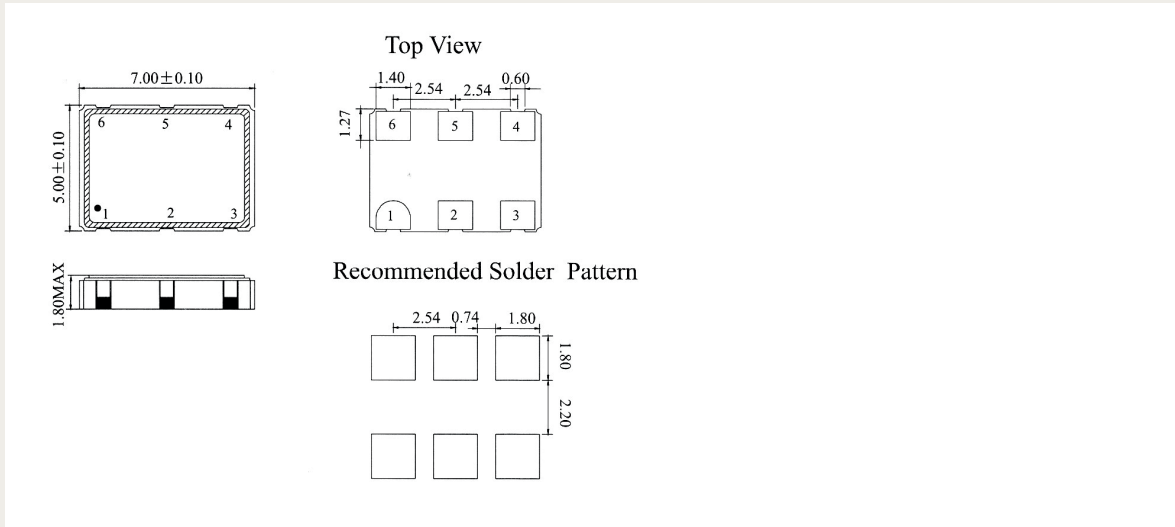 Top View
7.00±0.10
1.40
2.54
2.54
0.60
6 5 4
5.00±0.10
1 2 3
1.27
6 5 4
1 2 3
1.80MAX
Recommended Solder Pattern
2.54 0.74 1.80
1.80
2.20